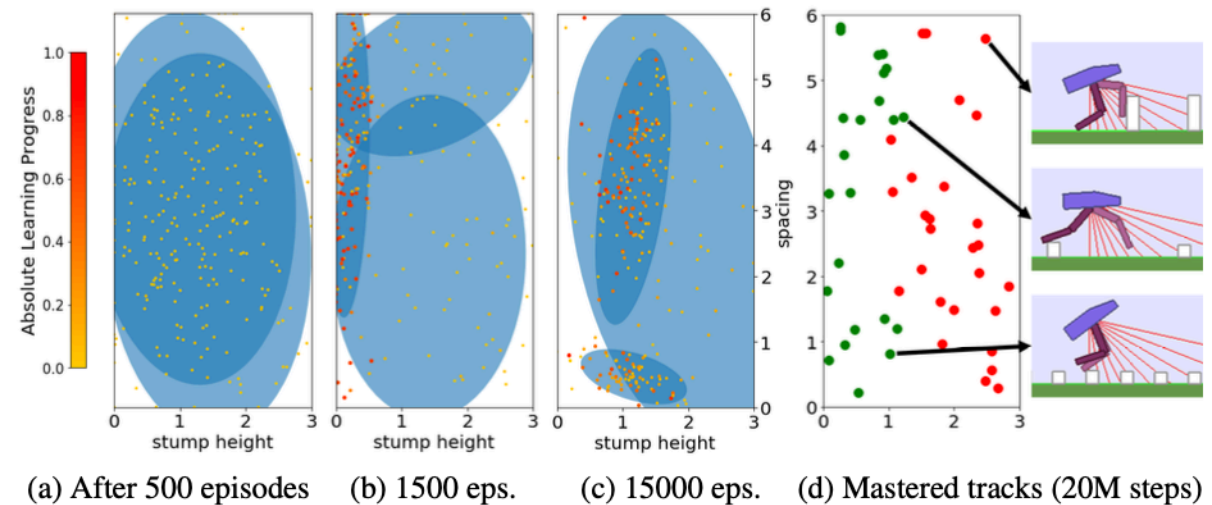 Absolute Learning Progress
1.0
0.8
0.6
0.4
0.2
0.0
0 1 2 3
stump height
0 1 2 3
stump height
6
5
4
3
2
1
0
spacing
0 1 2 3
stump height
6
5
4
3
2
1
0
0 1 2 3
(a) After 500 episodes
(b) 1500 eps.
(c) 15000 eps.
(d) Mastered tracks (20M steps)